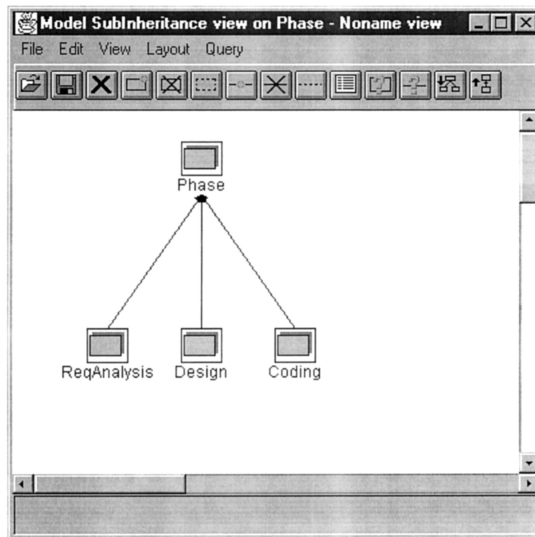 Model SubInheritance view on Phase - Noname view
File Edit View Layout Query
Phase
ReqAnalysis Design Coding